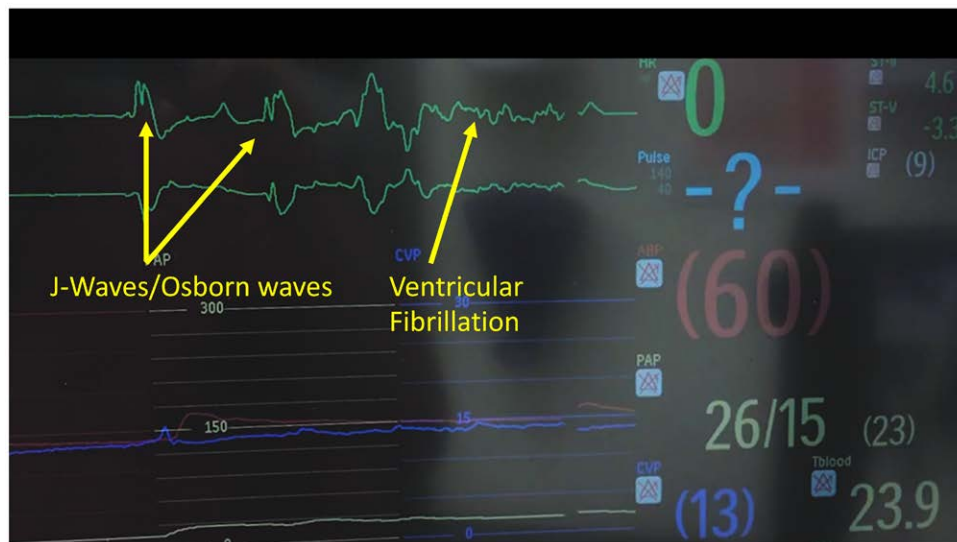 HR
0
ST-II
4.6
ST-V
-3.3
Pulse
140
40
-?-
ICP
(9)
AP
CVP
ABP
(60)
J-Waves/Osborn waves
Ventricular
Fibrillation
300
30
PAP
26/15
(23)
150
15
CVP
(13)
Tblood
23.9
0
0